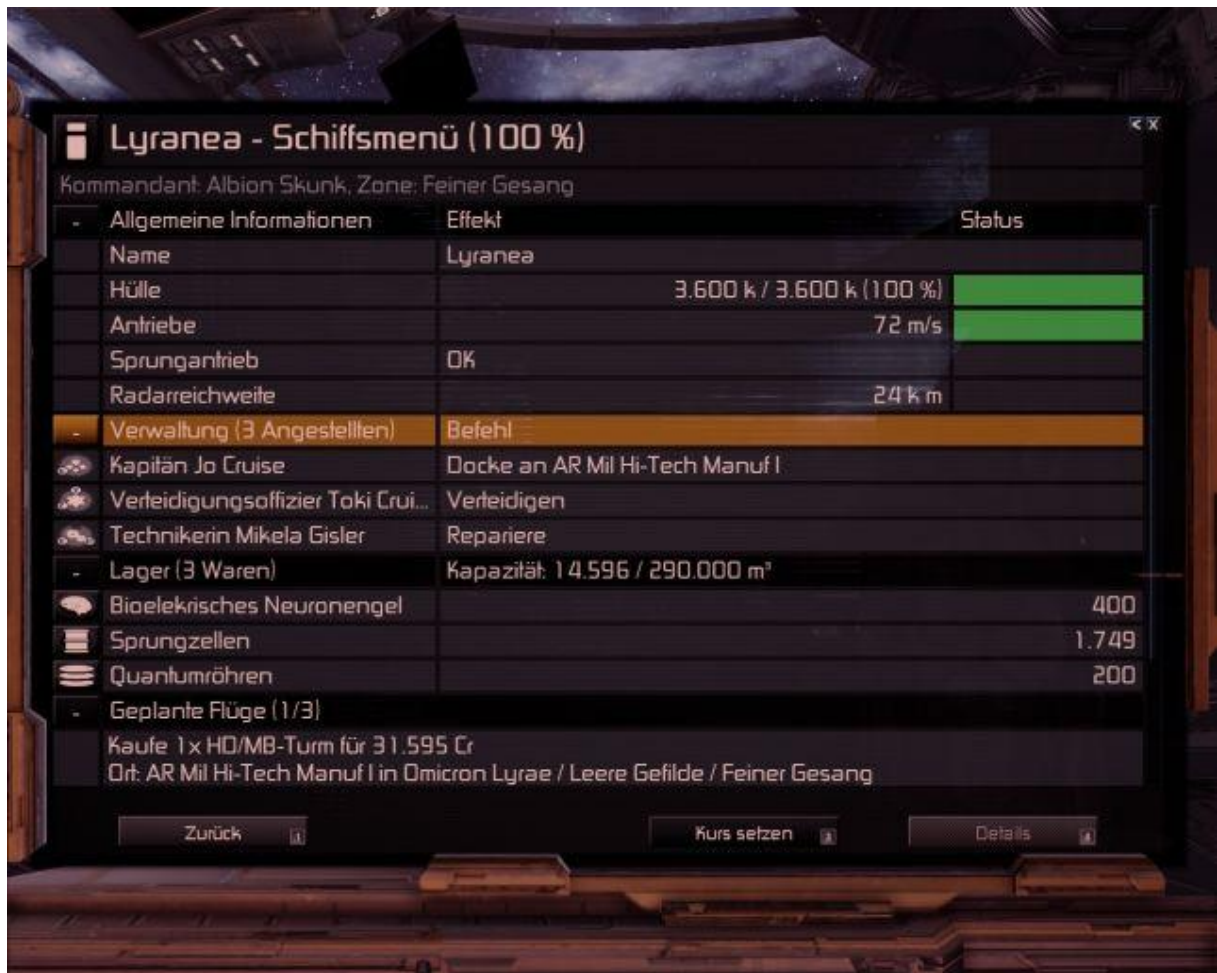 Lyranea - Schiffsmenü (100 %)
< X
Kommandant: Albion Skunk, Zone: Feiner Gesang
- Allgemeine Informationen Effekt Status
Name Lyranea
Hülle 3.600 k / 3.600 k (100 %)
Antriebe 72 m/s
Sprungantrieb OK
Radarreichweite 24 k m
- Verwaltung (3 Angestellten) Befehl
Kapitän Jo Cruise Docke an AR Mil Hi-Tech Manuf I
Verteidigungsoffizier Toki Crui... Verteidigen
Technikerin Mikela Gisler Repariere
- Lager (3 Waren) Kapazität: 14.596 / 290.000 m³
Bioelekrisches Neuronengel 400
Sprungzellen 1.749
Quantumröhren 200
- Geplante Flüge (1/3)
Kaufe 1x HD/MB-Turm für 31.595 Cr
Ort: AR Mil Hi-Tech Manuf I in Omicron Lyrae / Leere Gefilde / Feiner Gesang
Zurück 1 Kurs setzen 3 Details 4